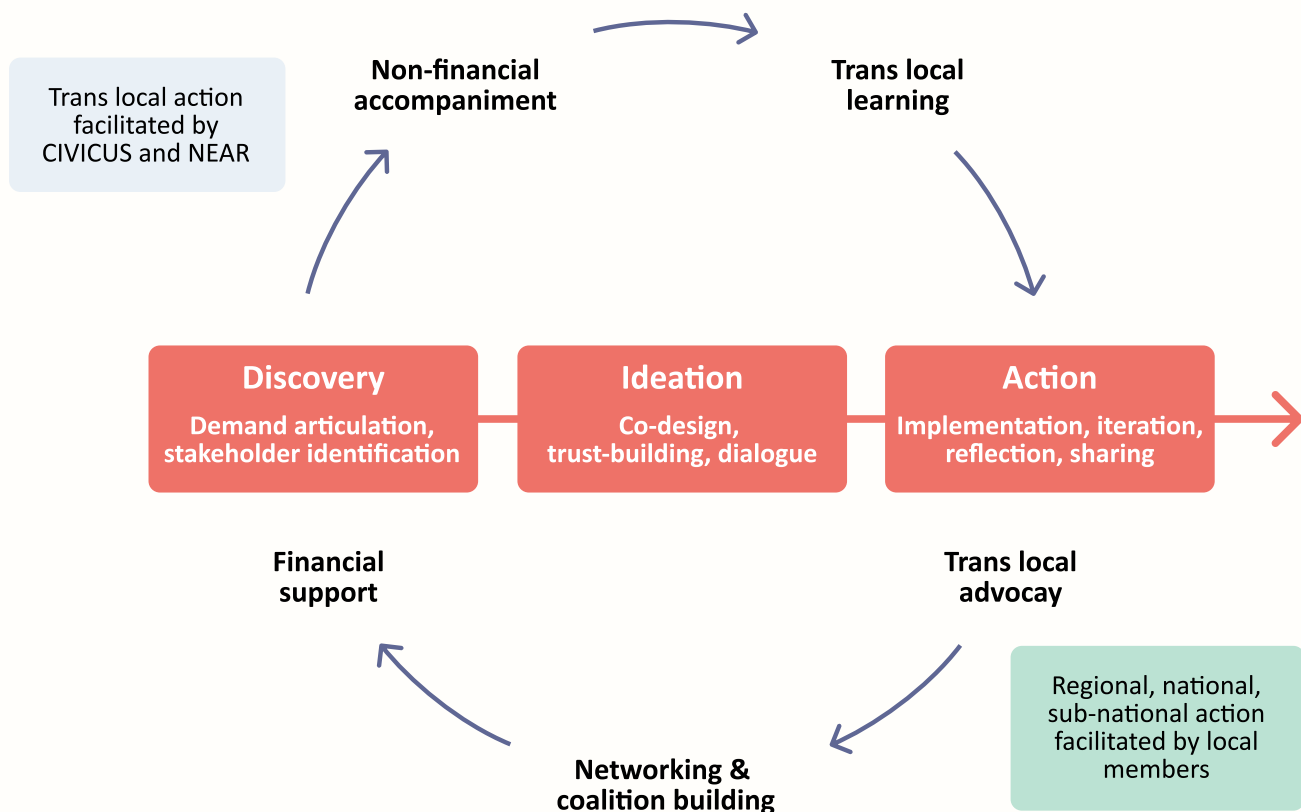 Non-financial
accompaniment
Trans local
learning
Trans local action
facilitated by
CIVICUS and NEAR
Discovery
Demand articulation,
stakeholder identification
Ideation
Co-design,
trust-building, dialogue
Action
Implementation, iteration,
reflection, sharing
Financial
support
Trans local
advocay
Regional, national,
sub-national action
facilitated by local
members
Networking &
coalition building